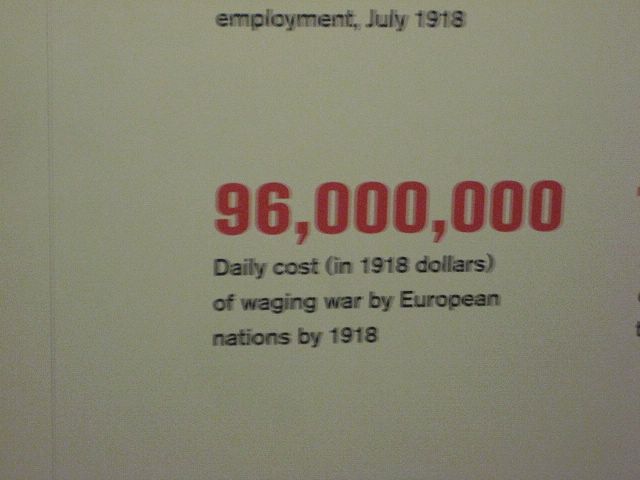 employment, July 1918
96,000,000
Daily cost (in 1918 dollars)
of waging war by European
nations by 1918